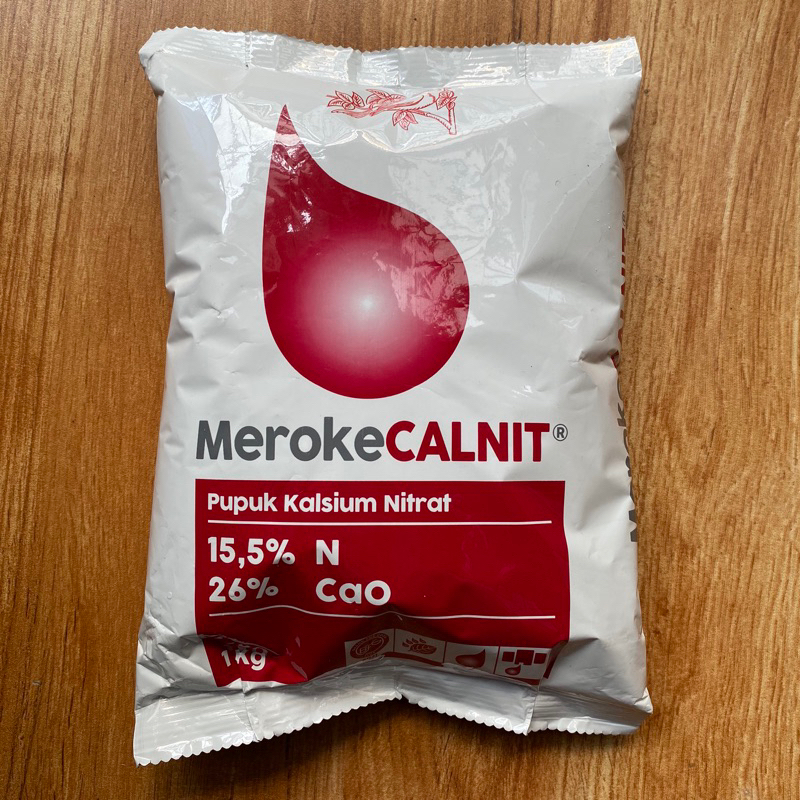 MerokeCALNIT®
Pupuk Kalsium Nitrat
15,5% N
26% CaO
1kg